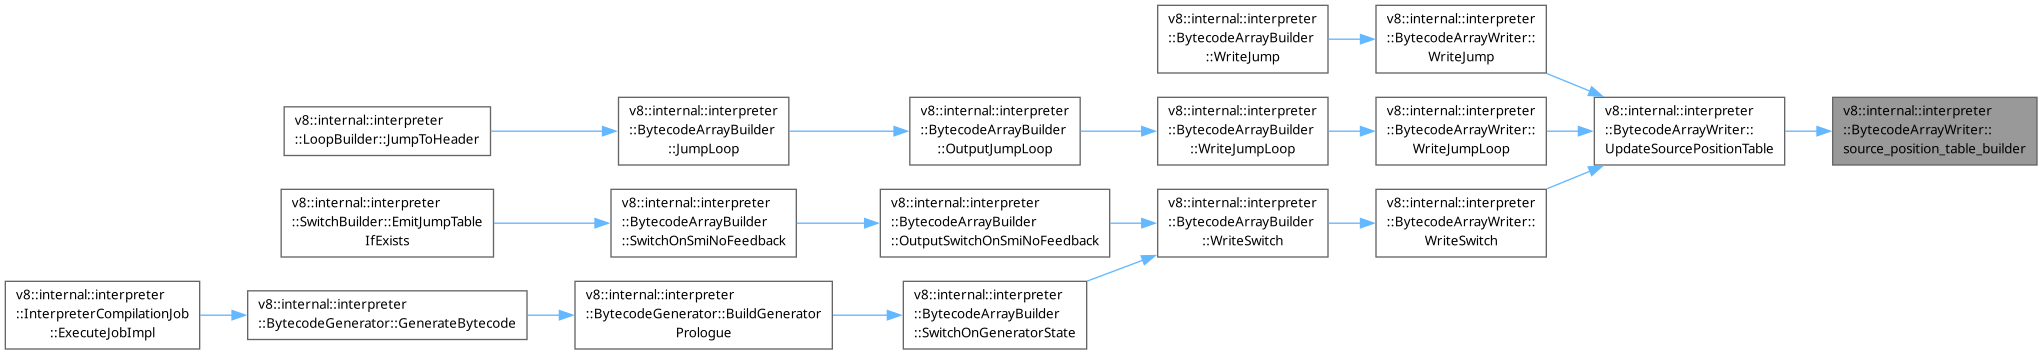 v8::internal::interpreter
::BytecodeArrayBuilder
::WriteJump
v8::internal::interpreter
::BytecodeArrayWriter::
WriteJump
v8::internal::interpreter
::LoopBuilder::JumpToHeader
v8::internal::interpreter
::BytecodeArrayBuilder
::JumpLoop
v8::internal::interpreter
::BytecodeArrayBuilder
::OutputJumpLoop
v8::internal::interpreter
::BytecodeArrayBuilder
::WriteJumpLoop
v8::internal::interpreter
::BytecodeArrayWriter::
WriteJumpLoop
v8::internal::interpreter
::BytecodeArrayWriter::
UpdateSourcePositionTable
v8::internal::interpreter
::BytecodeArrayWriter::
source_position_table_builder
v8::internal::interpreter
::SwitchBuilder::EmitJumpTable
IfExists
v8::internal::interpreter
::BytecodeArrayBuilder
::SwitchOnSmiNoFeedback
v8::internal::interpreter
::BytecodeArrayBuilder
::OutputSwitchOnSmiNoFeedback
v8::internal::interpreter
::BytecodeArrayBuilder
::WriteSwitch
v8::internal::interpreter
::BytecodeArrayWriter::
WriteSwitch
v8::internal::interpreter
::InterpreterCompilationJob
::ExecuteJobImpl
v8::internal::interpreter
::BytecodeGenerator::GenerateBytecode
v8::internal::interpreter
::BytecodeGenerator::BuildGenerator
Prologue
v8::internal::interpreter
::BytecodeArrayBuilder
::SwitchOnGeneratorState